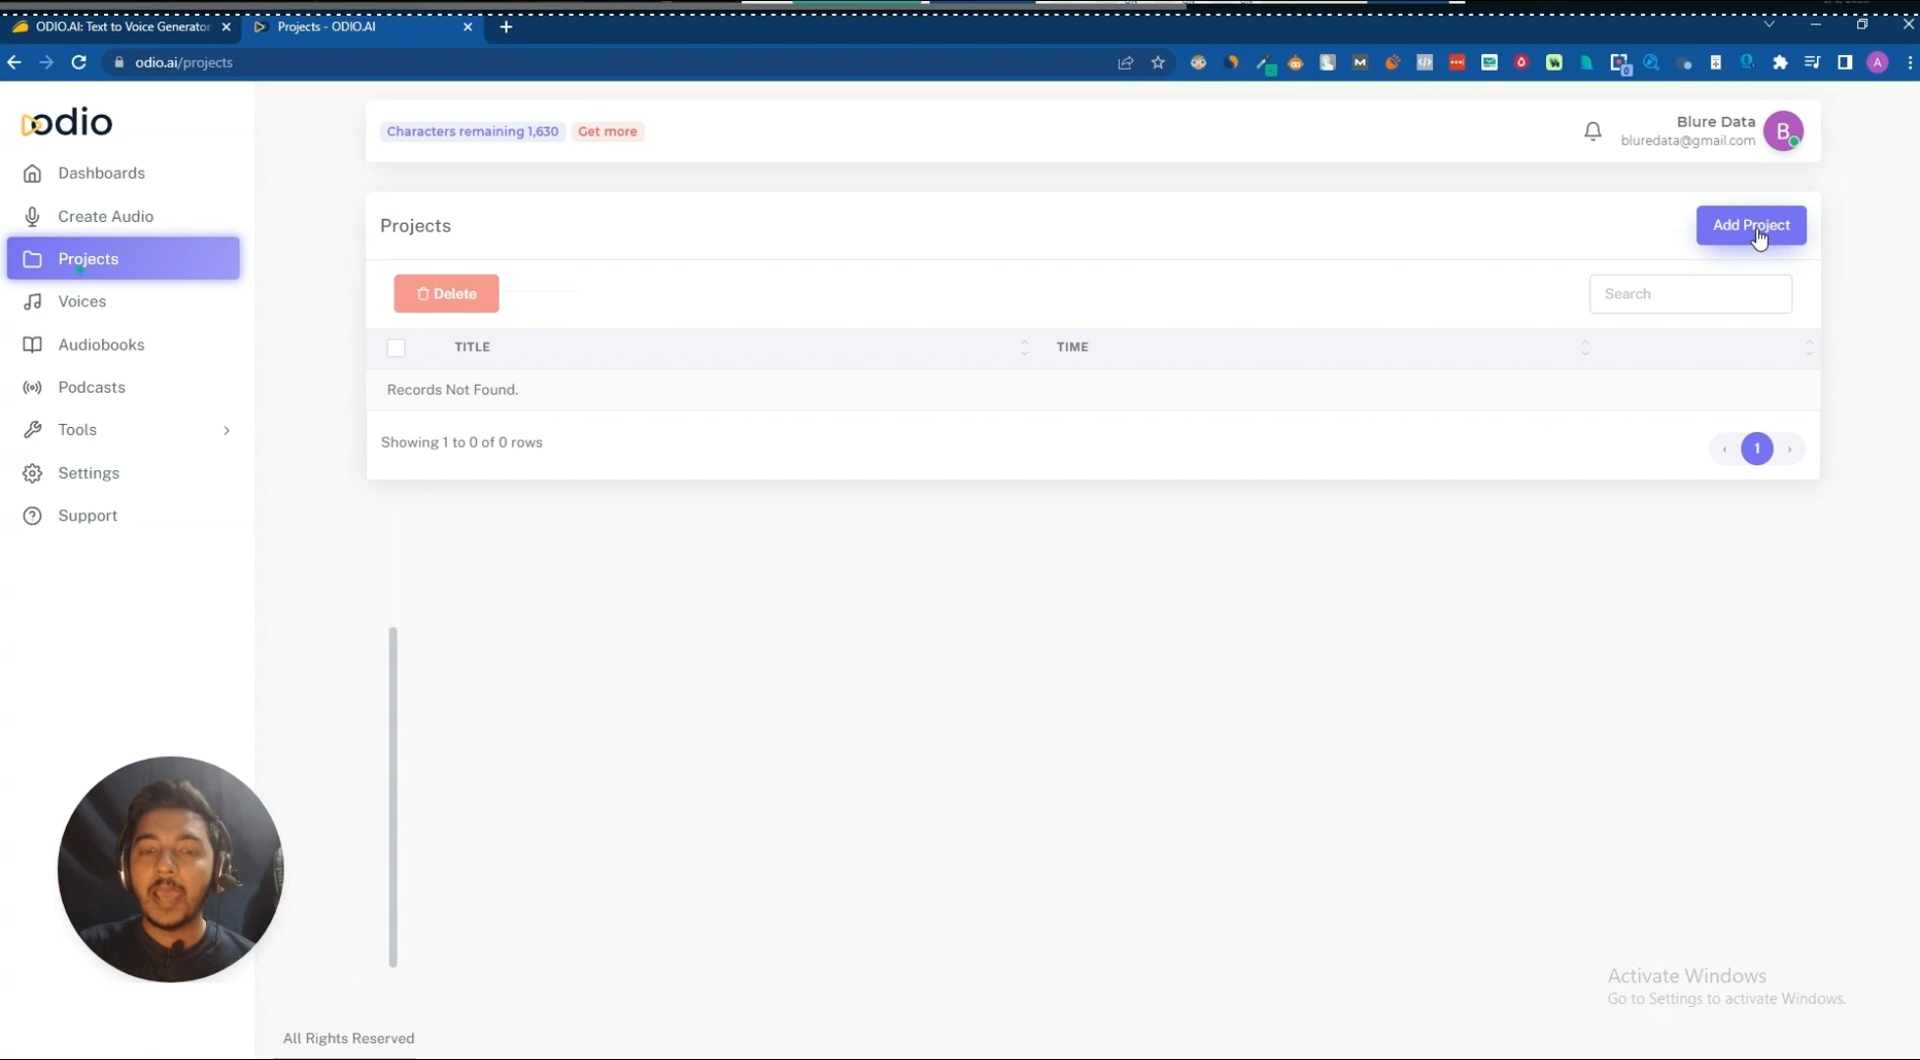 ODIO.AI: Text to Voice Generator
Projects - ODIO.AI
odio.ai/projects
odio
Dashboards
Create Audio
Projects
Voices
Audiobooks
Podcasts
Tools
Settings
Support
Characters remaining 1,630 Get more
Blure Data
bluredata@gmail.com
B
Projects
Add Project
Delete
Search
TITLE
TIME
Records Not Found.
Showing 1 to 0 of 0 rows
‹ 1 ›
Activate Windows
Go to Settings to activate Windows.
All Rights Reserved